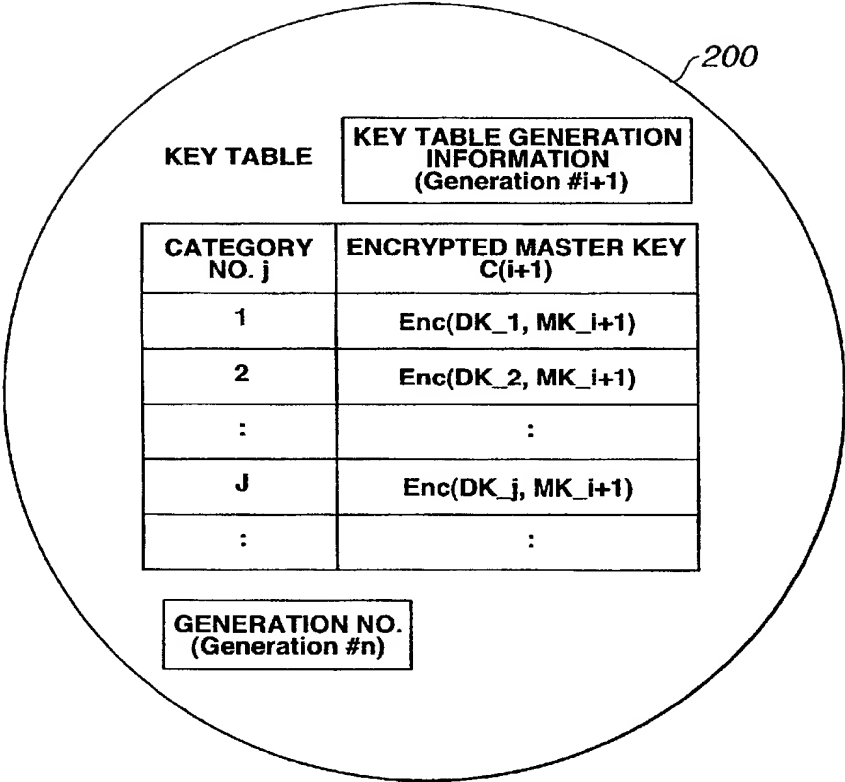 200
KEY TABLE
KEY TABLE GENERATION
INFORMATION
(Generation #i+1)
CATEGORY
NO. j
ENCRYPTED MASTER KEY
C(i+1)
1
Enc(DK_1, MK_i+1)
2
Enc(DK_2, MK_i+1)
:
:
J
Enc(DK_j, MK_i+1)
:
:
GENERATION NO.
(Generation #n)